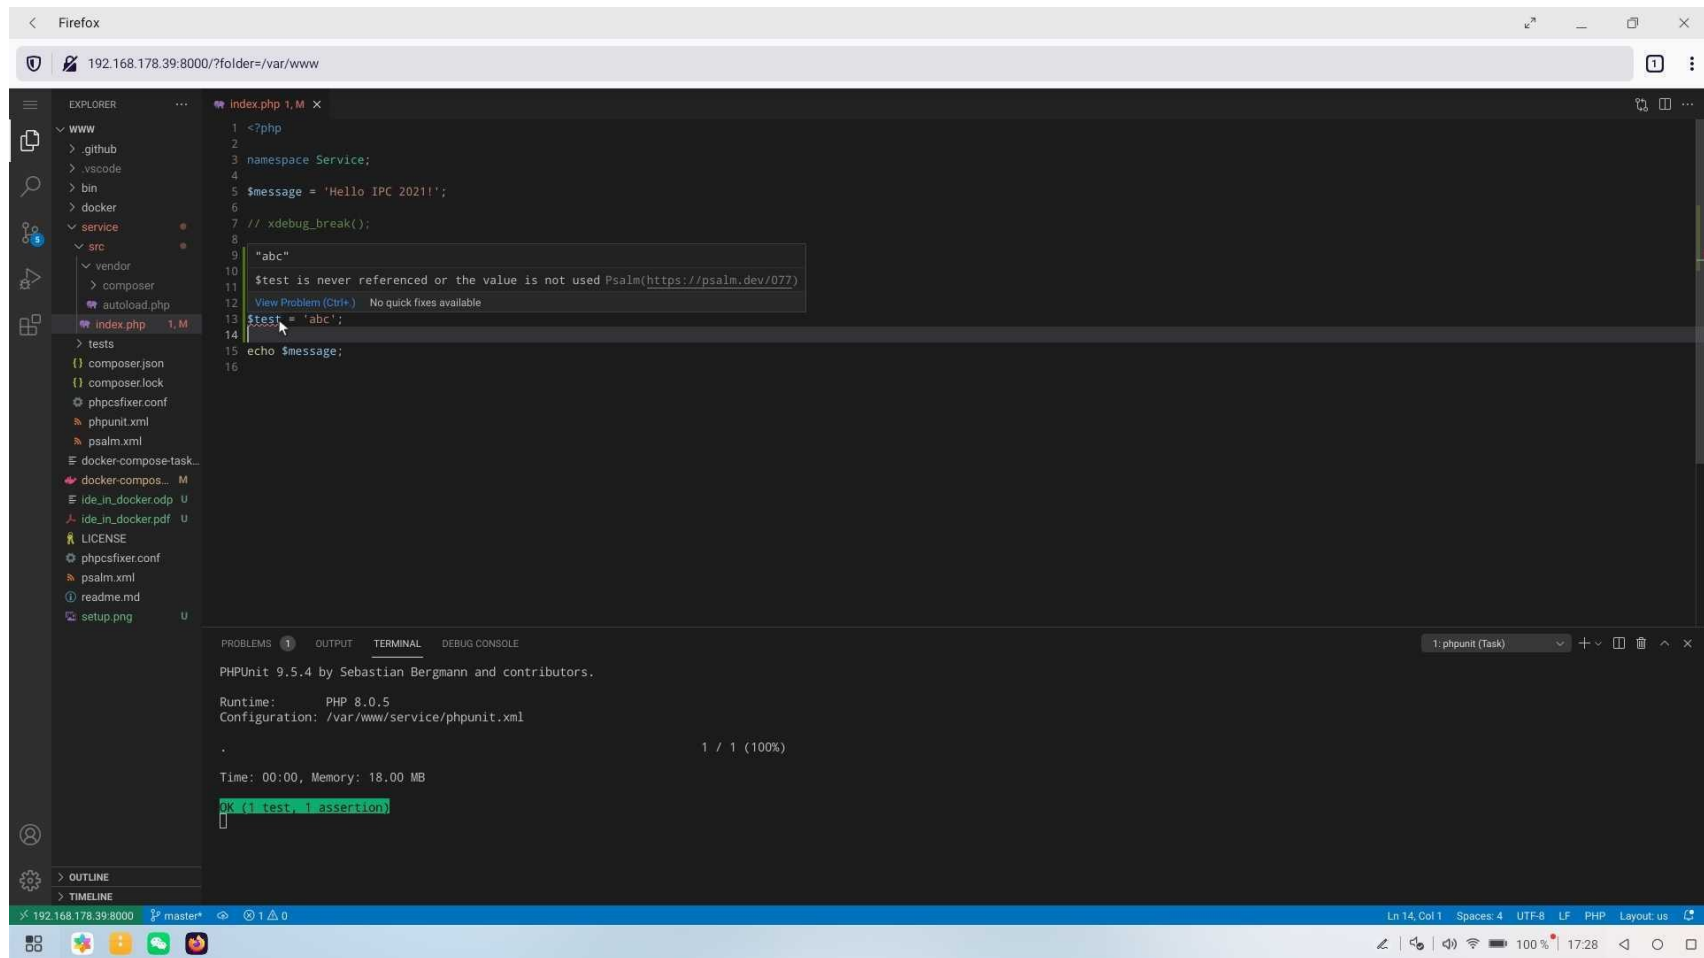 Firefox
192.168.178.39:8000/?folder=/var/www
1
EXPLORER
WWW
.github
.vscode
bin
docker
service
src
vendor
composer
autoload.php
index.php 1, M
tests
composer.json
composer.lock
phpcsfixer.conf
phpunit.xml
psalm.xml
docker-compose-task...
docker-compos... M
ide_in_docker.odp U
ide_in_docker.pdf U
LICENSE
phpcsfixer.conf
psalm.xml
readme.md
setup.png U
OUTLINE
TIMELINE
5
index.php 1, M
1 <?php
2
3 namespace Service;
4
5 $message = 'Hello IPC 2021!';
6
7 // xdebug_break();
8
9
10
11
12
"abc"
$test is never referenced or the value is not used Psalm(https://psalm.dev/077)
View Problem (Ctrl+.) No quick fixes available
13 $test = 'abc';
14
15 echo $message;
16
PROBLEMS 1 OUTPUT TERMINAL DEBUG CONSOLE
1: phpunit (Task)
PHPUnit 9.5.4 by Sebastian Bergmann and contributors.
Runtime: PHP 8.0.5
Configuration: /var/www/service/phpunit.xml
. 1 / 1 (100%)
Time: 00:00, Memory: 18.00 MB
OK (1 test, 1 assertion)
192.168.178.39:8000 master* 1 0
Ln 14, Col 1 Spaces: 4 UTF-8 LF PHP Layout: us
100 % 17:28